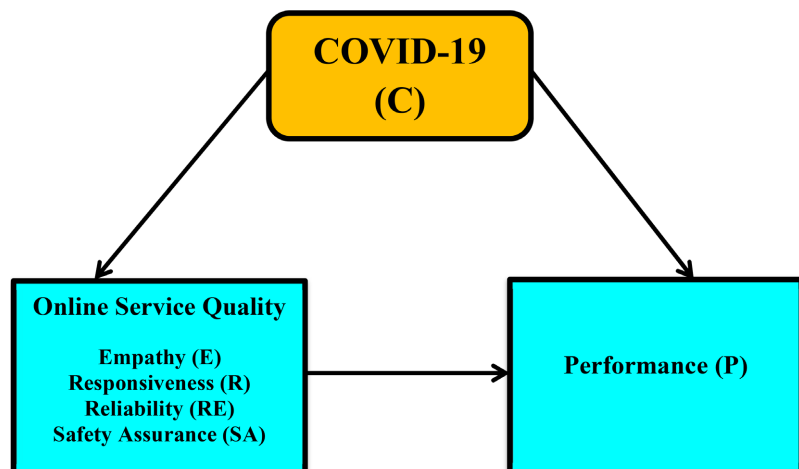 COVID-19
(C)
Online Service Quality
Empathy (E)
Responsiveness (R)
Reliability (RE)
Safety Assurance (SA)
Performance (P)